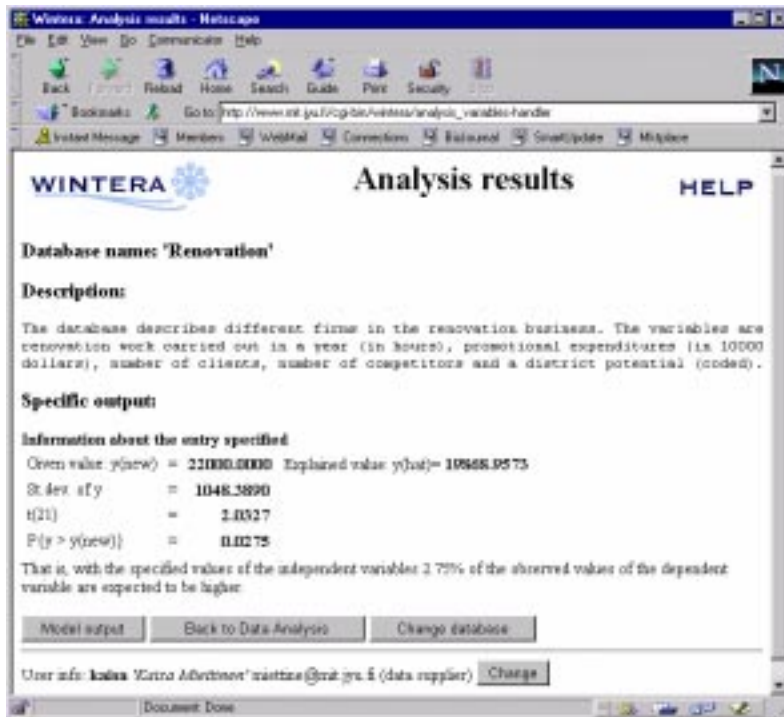 Wintera: Analysis results - Netscape
File Edit View Go Communicator Help
Back Forward Reload Home Search Guide Print Security Stop
Bookmarks Go to: http://www.mit.jyu.fi/cgi-bin/wintera/analysis_variables-handler
Instant Message Members WebMail Connections BizJournal SmartUpdate Mktplace
WINTERA Analysis results HELP
Database name: 'Renovation'
Description:
The database describes different firms in the renovation business. The variables are
renovation work carried out in a year (in hours), promotional expenditures (in 10000
dollars), number of clients, number of competitors and a district potential (coded).
Specific output:
Information about the entry specified
Given value: y(new) = 22000.0000 Explained value: y(hat)= 19868.9573
St.dev. of y = 1048.3890
t(21) = 2.0327
P{y > y(new)} = 0.0275
That is, with the specified values of the independent variables 2.75% of the observed values of the dependent
variable are expected to be higher.
Model output Back to Data Analysis Change database
User info: kaisa 'Kaisa Miettinen' miettine@mit.jyu.fi (data supplier) Change
Document: Done